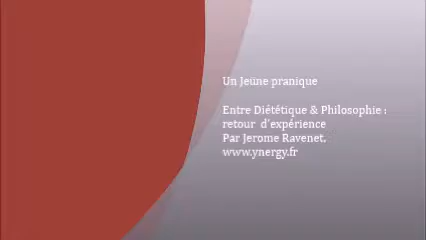 Un Jeûne pranique
Entre Diététique & Philosophie :
retour d'expérience
Par Jerome Ravenet.
www.ynergy.fr